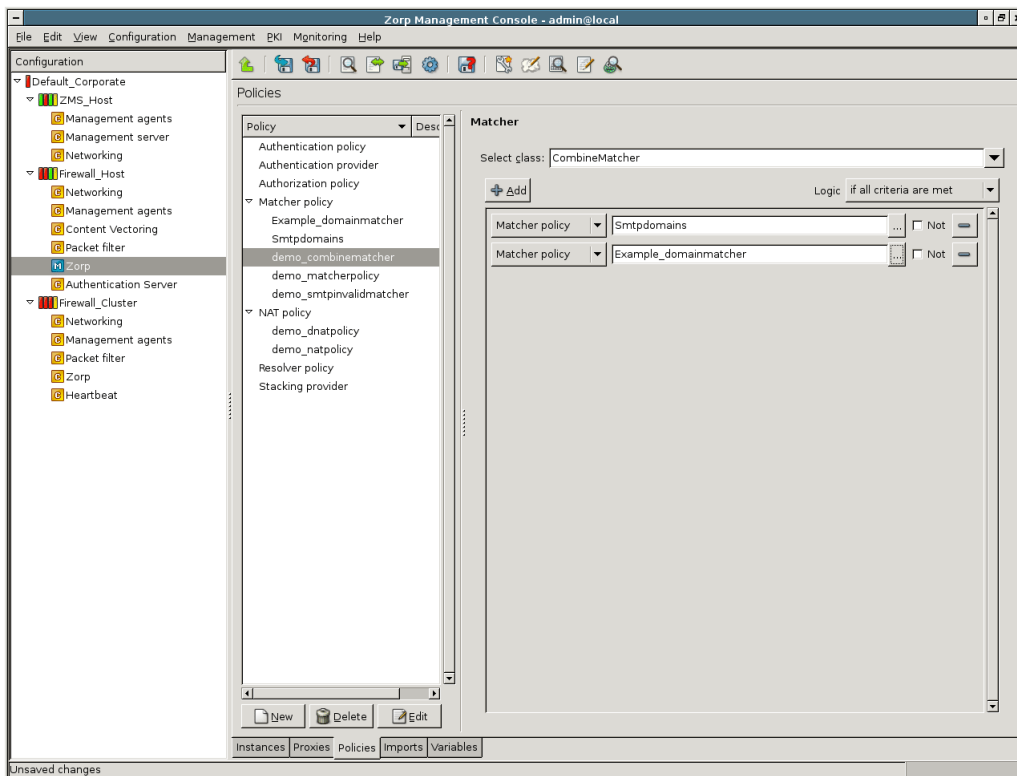 Zorp Management Console - admin@local
File Edit View Configuration Management PKI Monitoring Help
Configuration
Default_Corporate
ZMS_Host
Management agents
Management server
Networking
Firewall_Host
Networking
Management agents
Content Vectoring
Packet filter
Zorp
Authentication Server
Firewall_Cluster
Networking
Management agents
Packet filter
Zorp
Heartbeat
Policies
Policy Desc
Authentication policy
Authentication provider
Authorization policy
Matcher policy
Example_domainmatcher
Smtpdomains
demo_combinematcher
demo_matcherpolicy
demo_smtpinvalidmatcher
NAT policy
demo_dnatpolicy
demo_natpolicy
Resolver policy
Stacking provider
New Delete Edit
Matcher
Select class: CombineMatcher
Add Logic if all criteria are met
Matcher policy Smtpdomains ... Not
Matcher policy Example_domainmatcher ... Not
Instances Proxies Policies Imports Variables
Unsaved changes